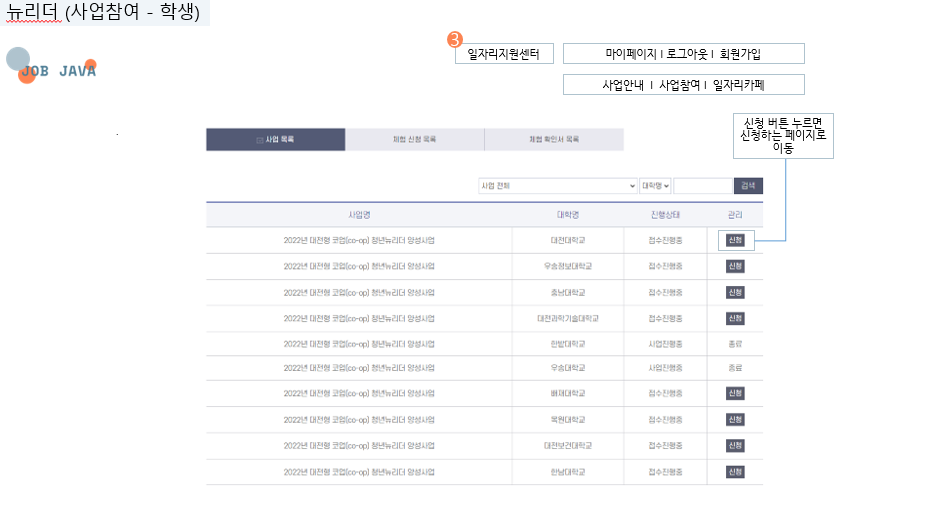 뉴리더 (사업참여 - 학생)
JOB JAVA
3
일자리지원센터
마이페이지 I 로그아웃 I 회원가입
사업안내 I 사업참여 I 일자리카페
신청 버튼 누르면
신청하는 페이지로
이동
사업 목록 체험 신청 목록 체험 확인서 목록
사업 전체 대학명 검색
사업명 대학명 진행상태 관리
2022년 대전형 코업(co-op) 청년뉴리더 양성사업 대전대학교 접수진행중 신청
2022년 대전형 코업(co-op) 청년뉴리더 양성사업 우송정보대학교 접수진행중 신청
2022년 대전형 코업(co-op) 청년뉴리더 양성사업 충남대학교 접수진행중 신청
2022년 대전형 코업(co-op) 청년뉴리더 양성사업 대전과학기술대학교 접수진행중 신청
2022년 대전형 코업(co-op) 청년뉴리더 양성사업 한밭대학교 사업진행중 종료
2022년 대전형 코업(co-op) 청년뉴리더 양성사업 우송대학교 사업진행중 종료
2022년 대전형 코업(co-op) 청년뉴리더 양성사업 배재대학교 접수진행중 신청
2022년 대전형 코업(co-op) 청년뉴리더 양성사업 목원대학교 접수진행중 신청
2022년 대전형 코업(co-op) 청년뉴리더 양성사업 대전보건대학교 접수진행중 신청
2022년 대전형 코업(co-op) 청년뉴리더 양성사업 한남대학교 접수진행중 신청